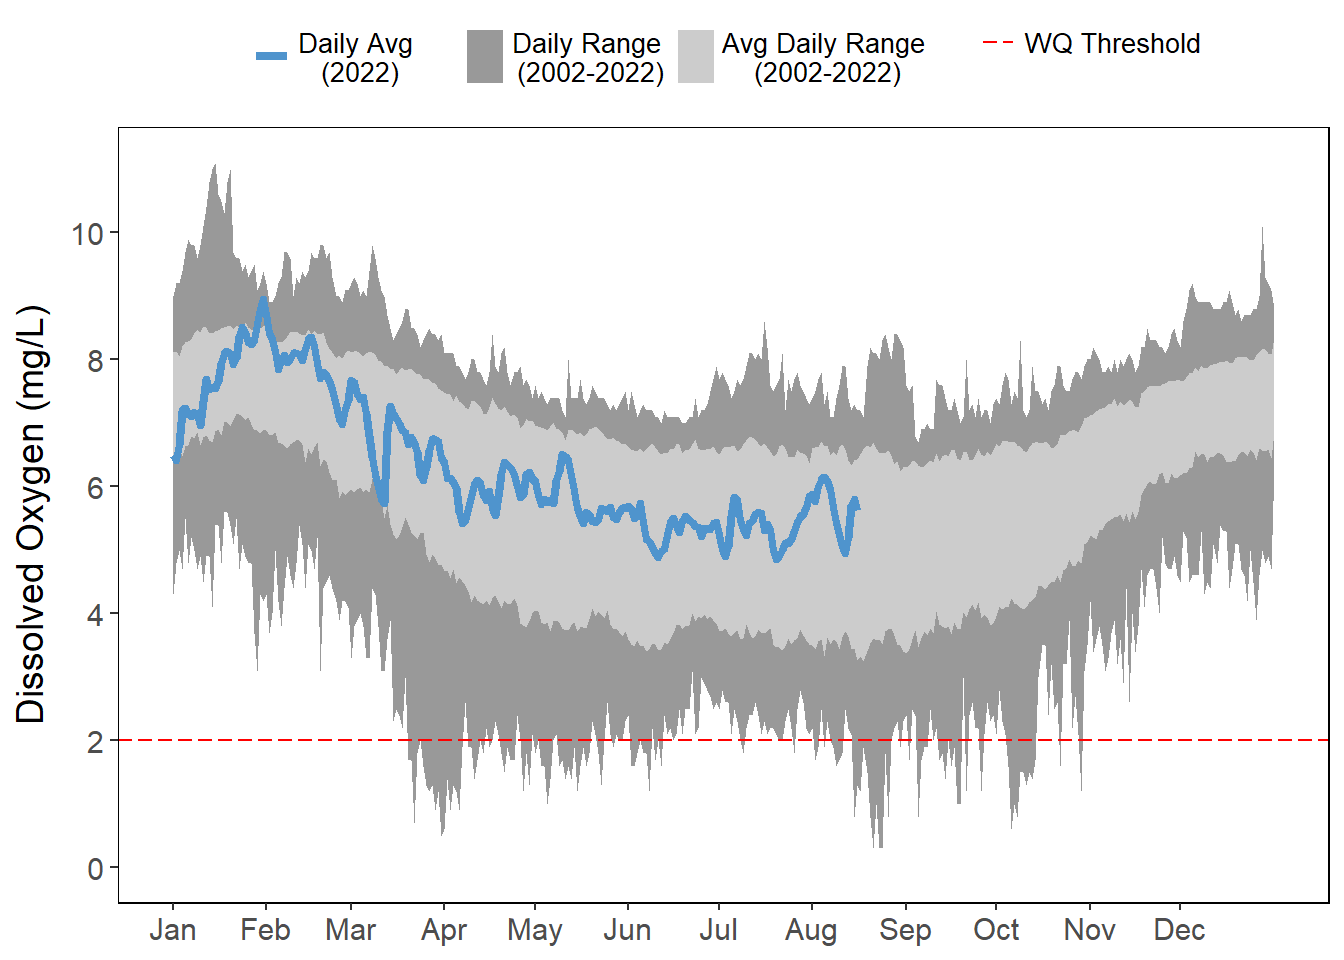 Daily Avg
(2022)
Daily Range
(2002-2022)
Avg Daily Range
(2002-2022)
WQ Threshold
Dissolved Oxygen (mg/L)
10
8
6
4
2
0
Jan Feb Mar Apr May Jun Jul Aug Sep Oct Nov Dec